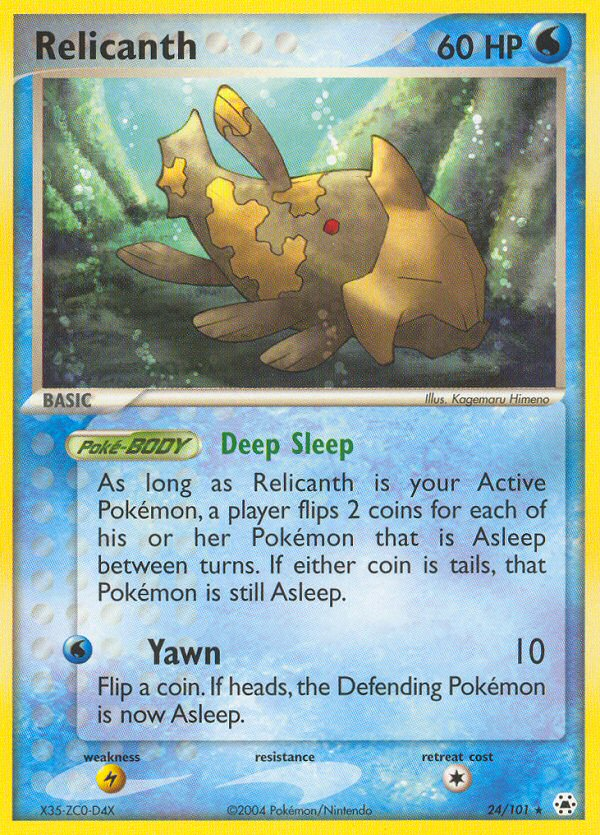 Relicanth 60 HP
BASIC
Illus. Kagemaru Himeno
Poké-BODY Deep Sleep
As long as Relicanth is your Active
Pokémon, a player flips 2 coins for each of
his or her Pokémon that is Asleep
between turns. If either coin is tails, that
Pokémon is still Asleep.
Yawn 10
Flip a coin. If heads, the Defending Pokémon
is now Asleep.
weakness resistance retreat cost
X35-ZC0-D4X ©2004 Pokémon/Nintendo 24/101 ★